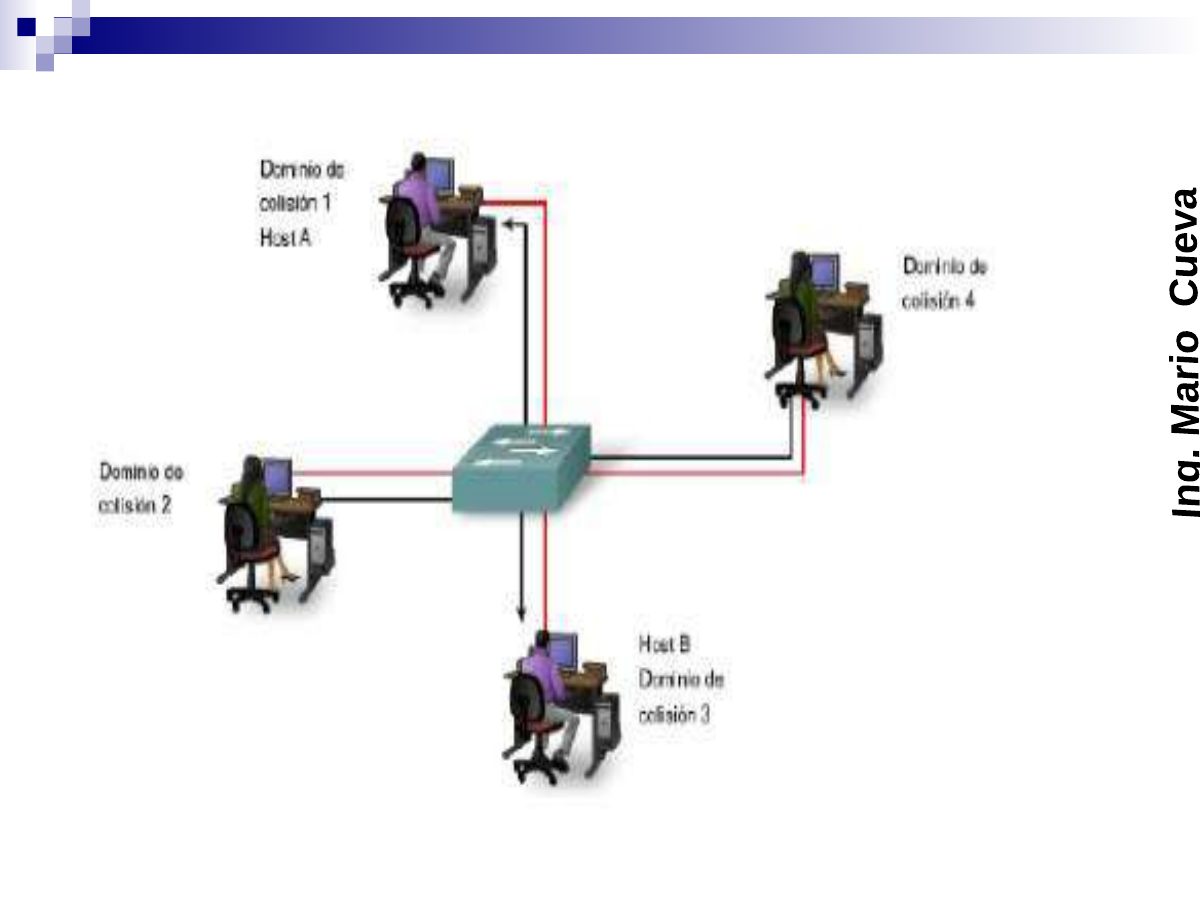 Dominio de
colisión 1
Host A
Dominio de
colisión 4
Dominio de
colisión 2
Host B
Dominio de
colisión 3
Ing. Mario Cueva